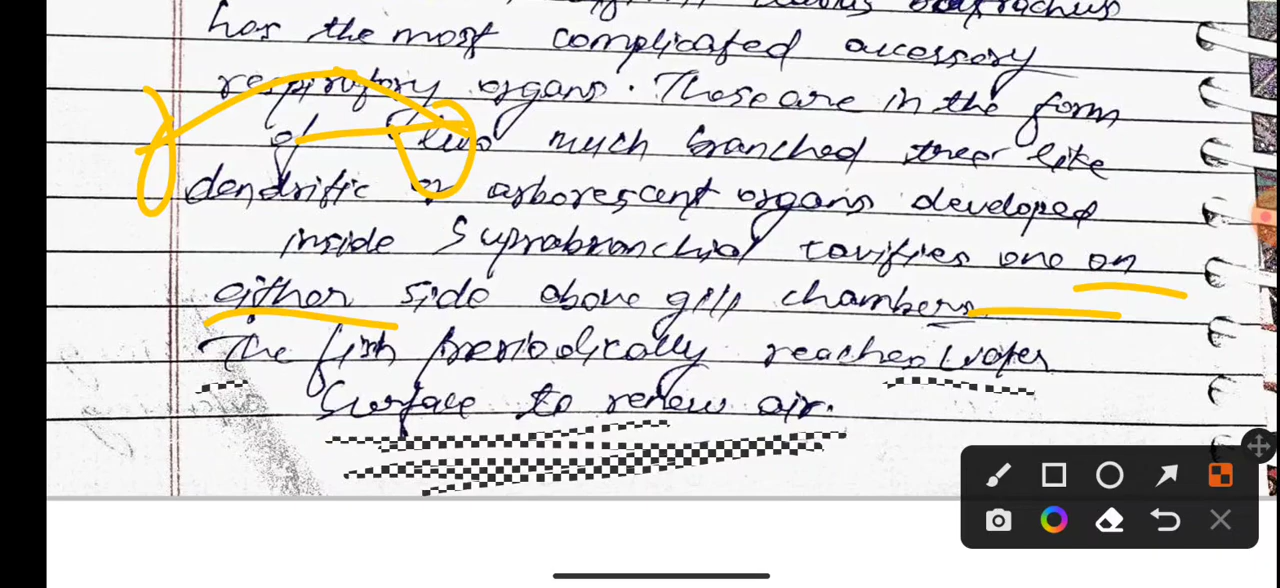 batrachus
has the most complicated accessory
respiratory organs. These are in the form
of two much branched tree like
dendritic or arborescent organs developed
inside Suprabranchial cavities one on
either side above gill chambers
The fish periodically reaches water
Surface to renew air.